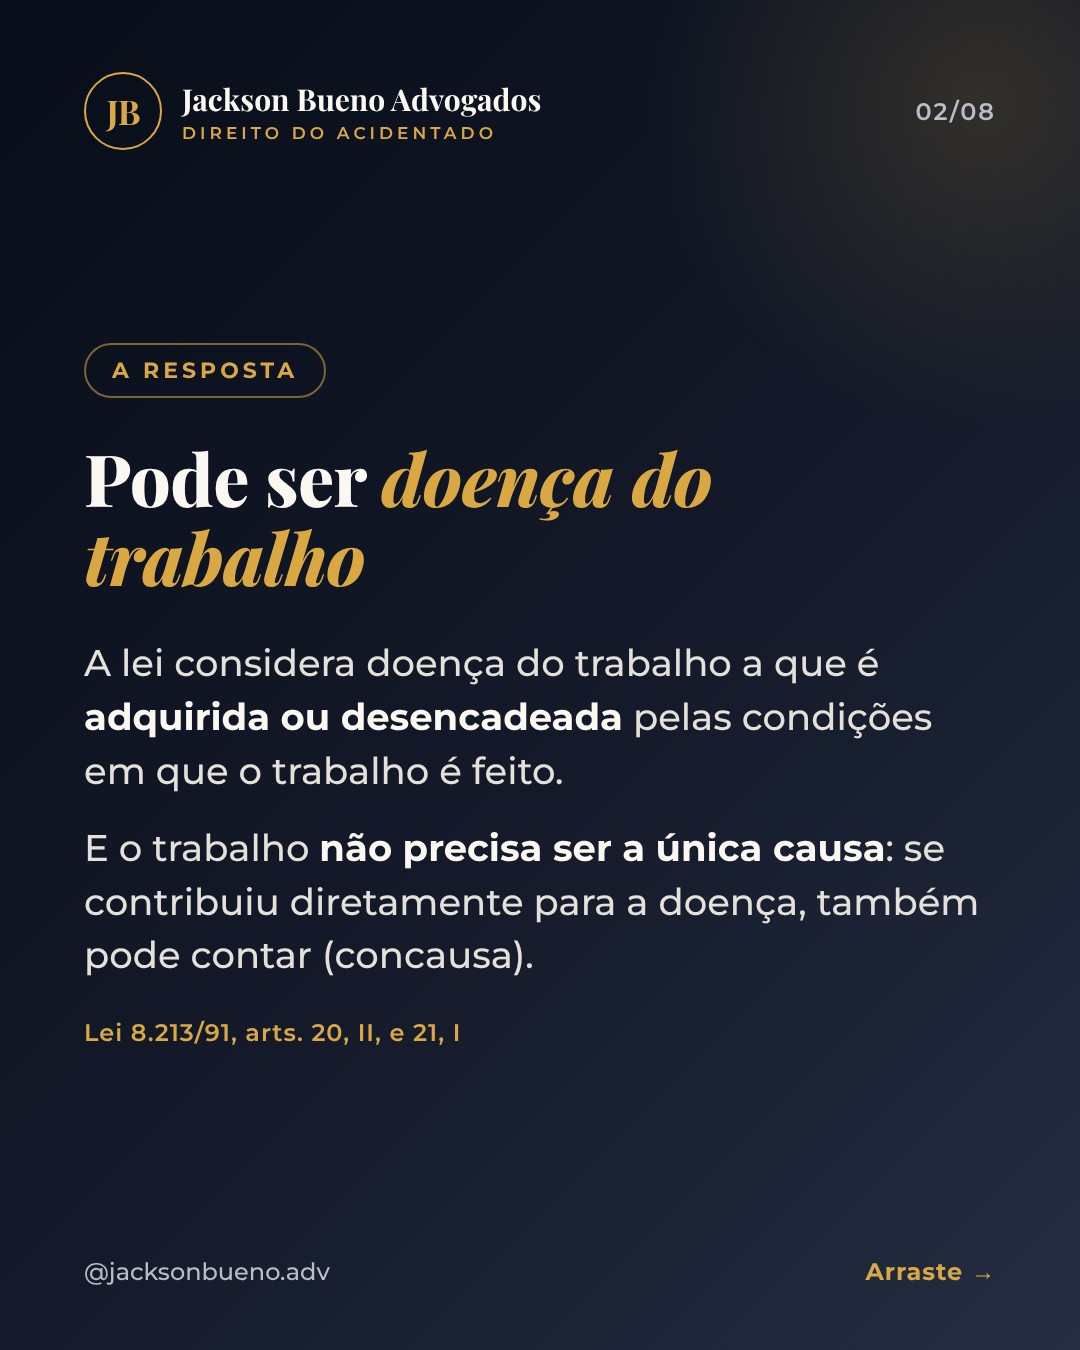 JB
Jackson Bueno Advogados
DIREITO DO ACIDENTADO
02/08
A RESPOSTA
Pode ser doença do
trabalho
A lei considera doença do trabalho a que é
adquirida ou desencadeada pelas condições
em que o trabalho é feito.
E o trabalho não precisa ser a única causa: se
contribuiu diretamente para a doença, também
pode contar (concausa).
Lei 8.213/91, arts. 20, II, e 21, I
@jacksonbueno.adv
Arraste →